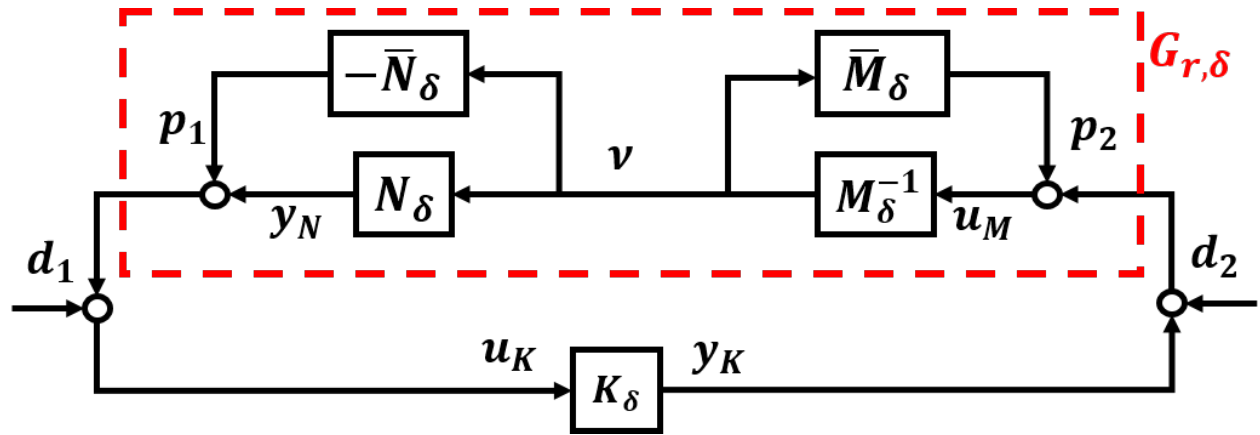 −N̅_δ
M̅_δ
G_{r,δ}
p_1
ν
p_2
N_δ
M_δ^{−1}
y_N
u_M
d_1
d_2
u_K
y_K
K_δ